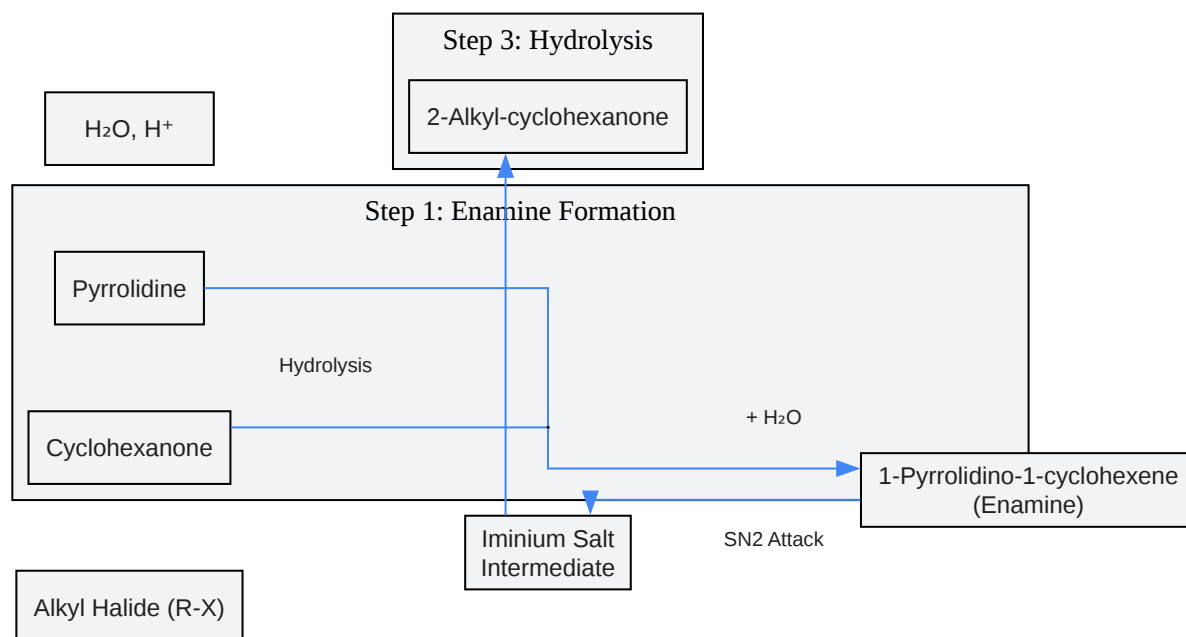 Step 3: Hydrolysis
2-Alkyl-cyclohexanone
H₂O, H⁺
Step 1: Enamine Formation
Pyrrolidine
Hydrolysis
Cyclohexanone
+ H₂O
1-Pyrrolidino-1-cyclohexene
(Enamine)
Iminium Salt
Intermediate
SN2 Attack
Alkyl Halide (R-X)